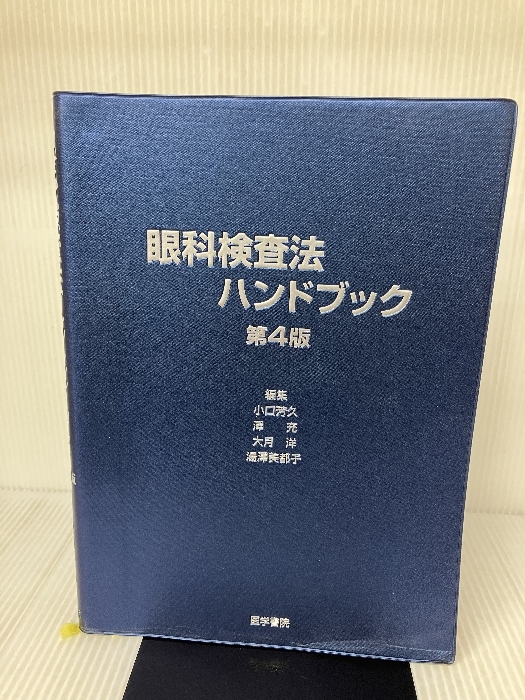 眼科検査法
ハンドブック
第4版
編集
小口芳久
澤 充
大月 洋
湯澤美都子
医学書院
版